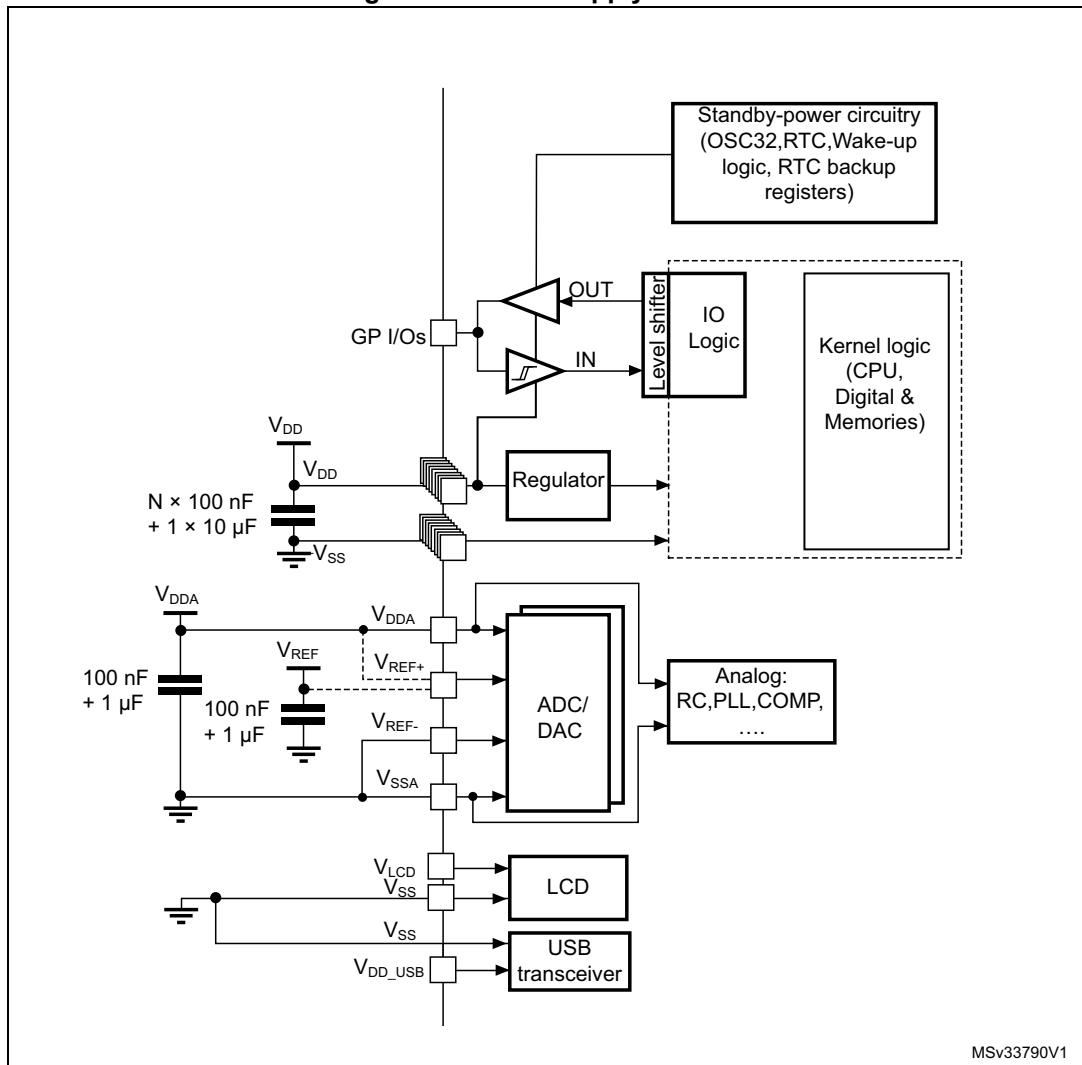 Standby-power circuitry
(OSC32,RTC,Wake-up
logic, RTC backup
registers)
OUT
Level shifter
IO
Logic
GP I/Os
IN
Kernel logic
(CPU,
Digital &
Memories)
VDD
VDD
Regulator
N × 100 nF
+ 1 × 10 µF
VSS
VDDA
VDDA
VREF
VREF+
100 nF
+ 1 µF
100 nF
+ 1 µF
ADC/
DAC
Analog:
RC,PLL,COMP,
....
VREF-
VSSA
VLCD
VSS
LCD
VSS
USB
transceiver
VDD_USB
MSv33790V1